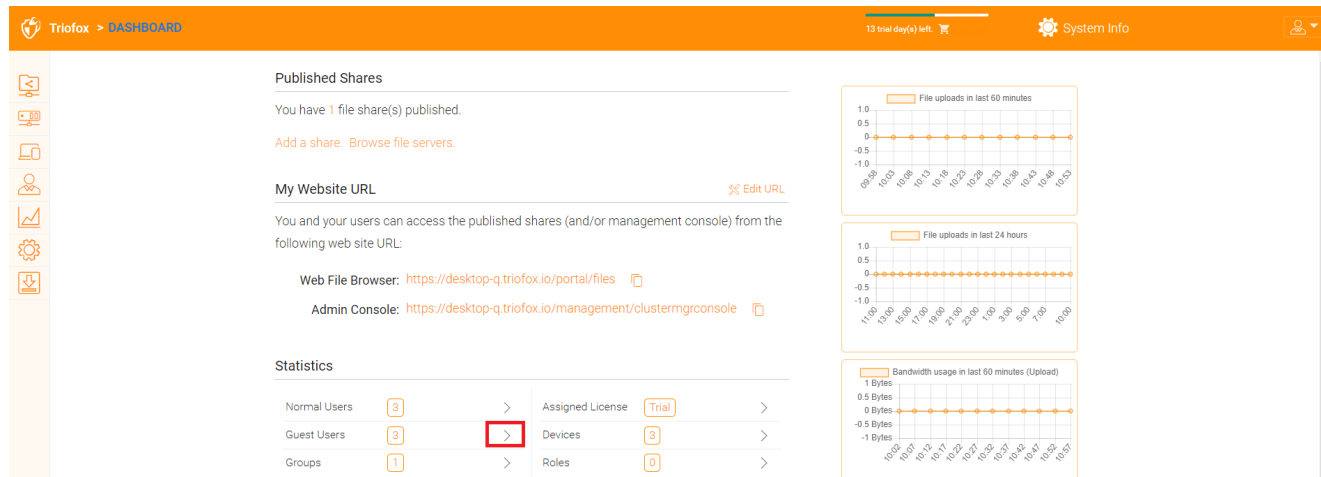 Triofox > DASHBOARD
13 trial day(s) left.
System Info
Published Shares
You have 1 file share(s) published.
Add a share. Browse file servers.
My Website URL
Edit URL
You and your users can access the published shares (and/or management console) from the
following web site URL:
Web File Browser: https://desktop-q.triofox.io/portal/files
Admin Console: https://desktop-q.triofox.io/management/clustermgrconsole
Statistics
Normal Users 3
Assigned License Trial
Guest Users 3
Devices 3
Groups 1
Roles 0
File uploads in last 60 minutes
1.0
0.5
0
-0.5
-1.0
09:58 10:03 10:08 10:13 10:18 10:23 10:28 10:33 10:38 10:43 10:48 10:53
File uploads in last 24 hours
1.0
0.5
0
-0.5
-1.0
11:00 13:00 15:00 17:00 19:00 21:00 23:00 1:00 3:00 5:00 7:00 10:00
Bandwidth usage in last 60 minutes (Upload)
1 Bytes
0.5 Bytes
0 Bytes
-0.5 Bytes
-1 Bytes
10:02 10:07 10:12 10:17 10:22 10:27 10:32 10:37 10:42 10:47 10:52 10:57